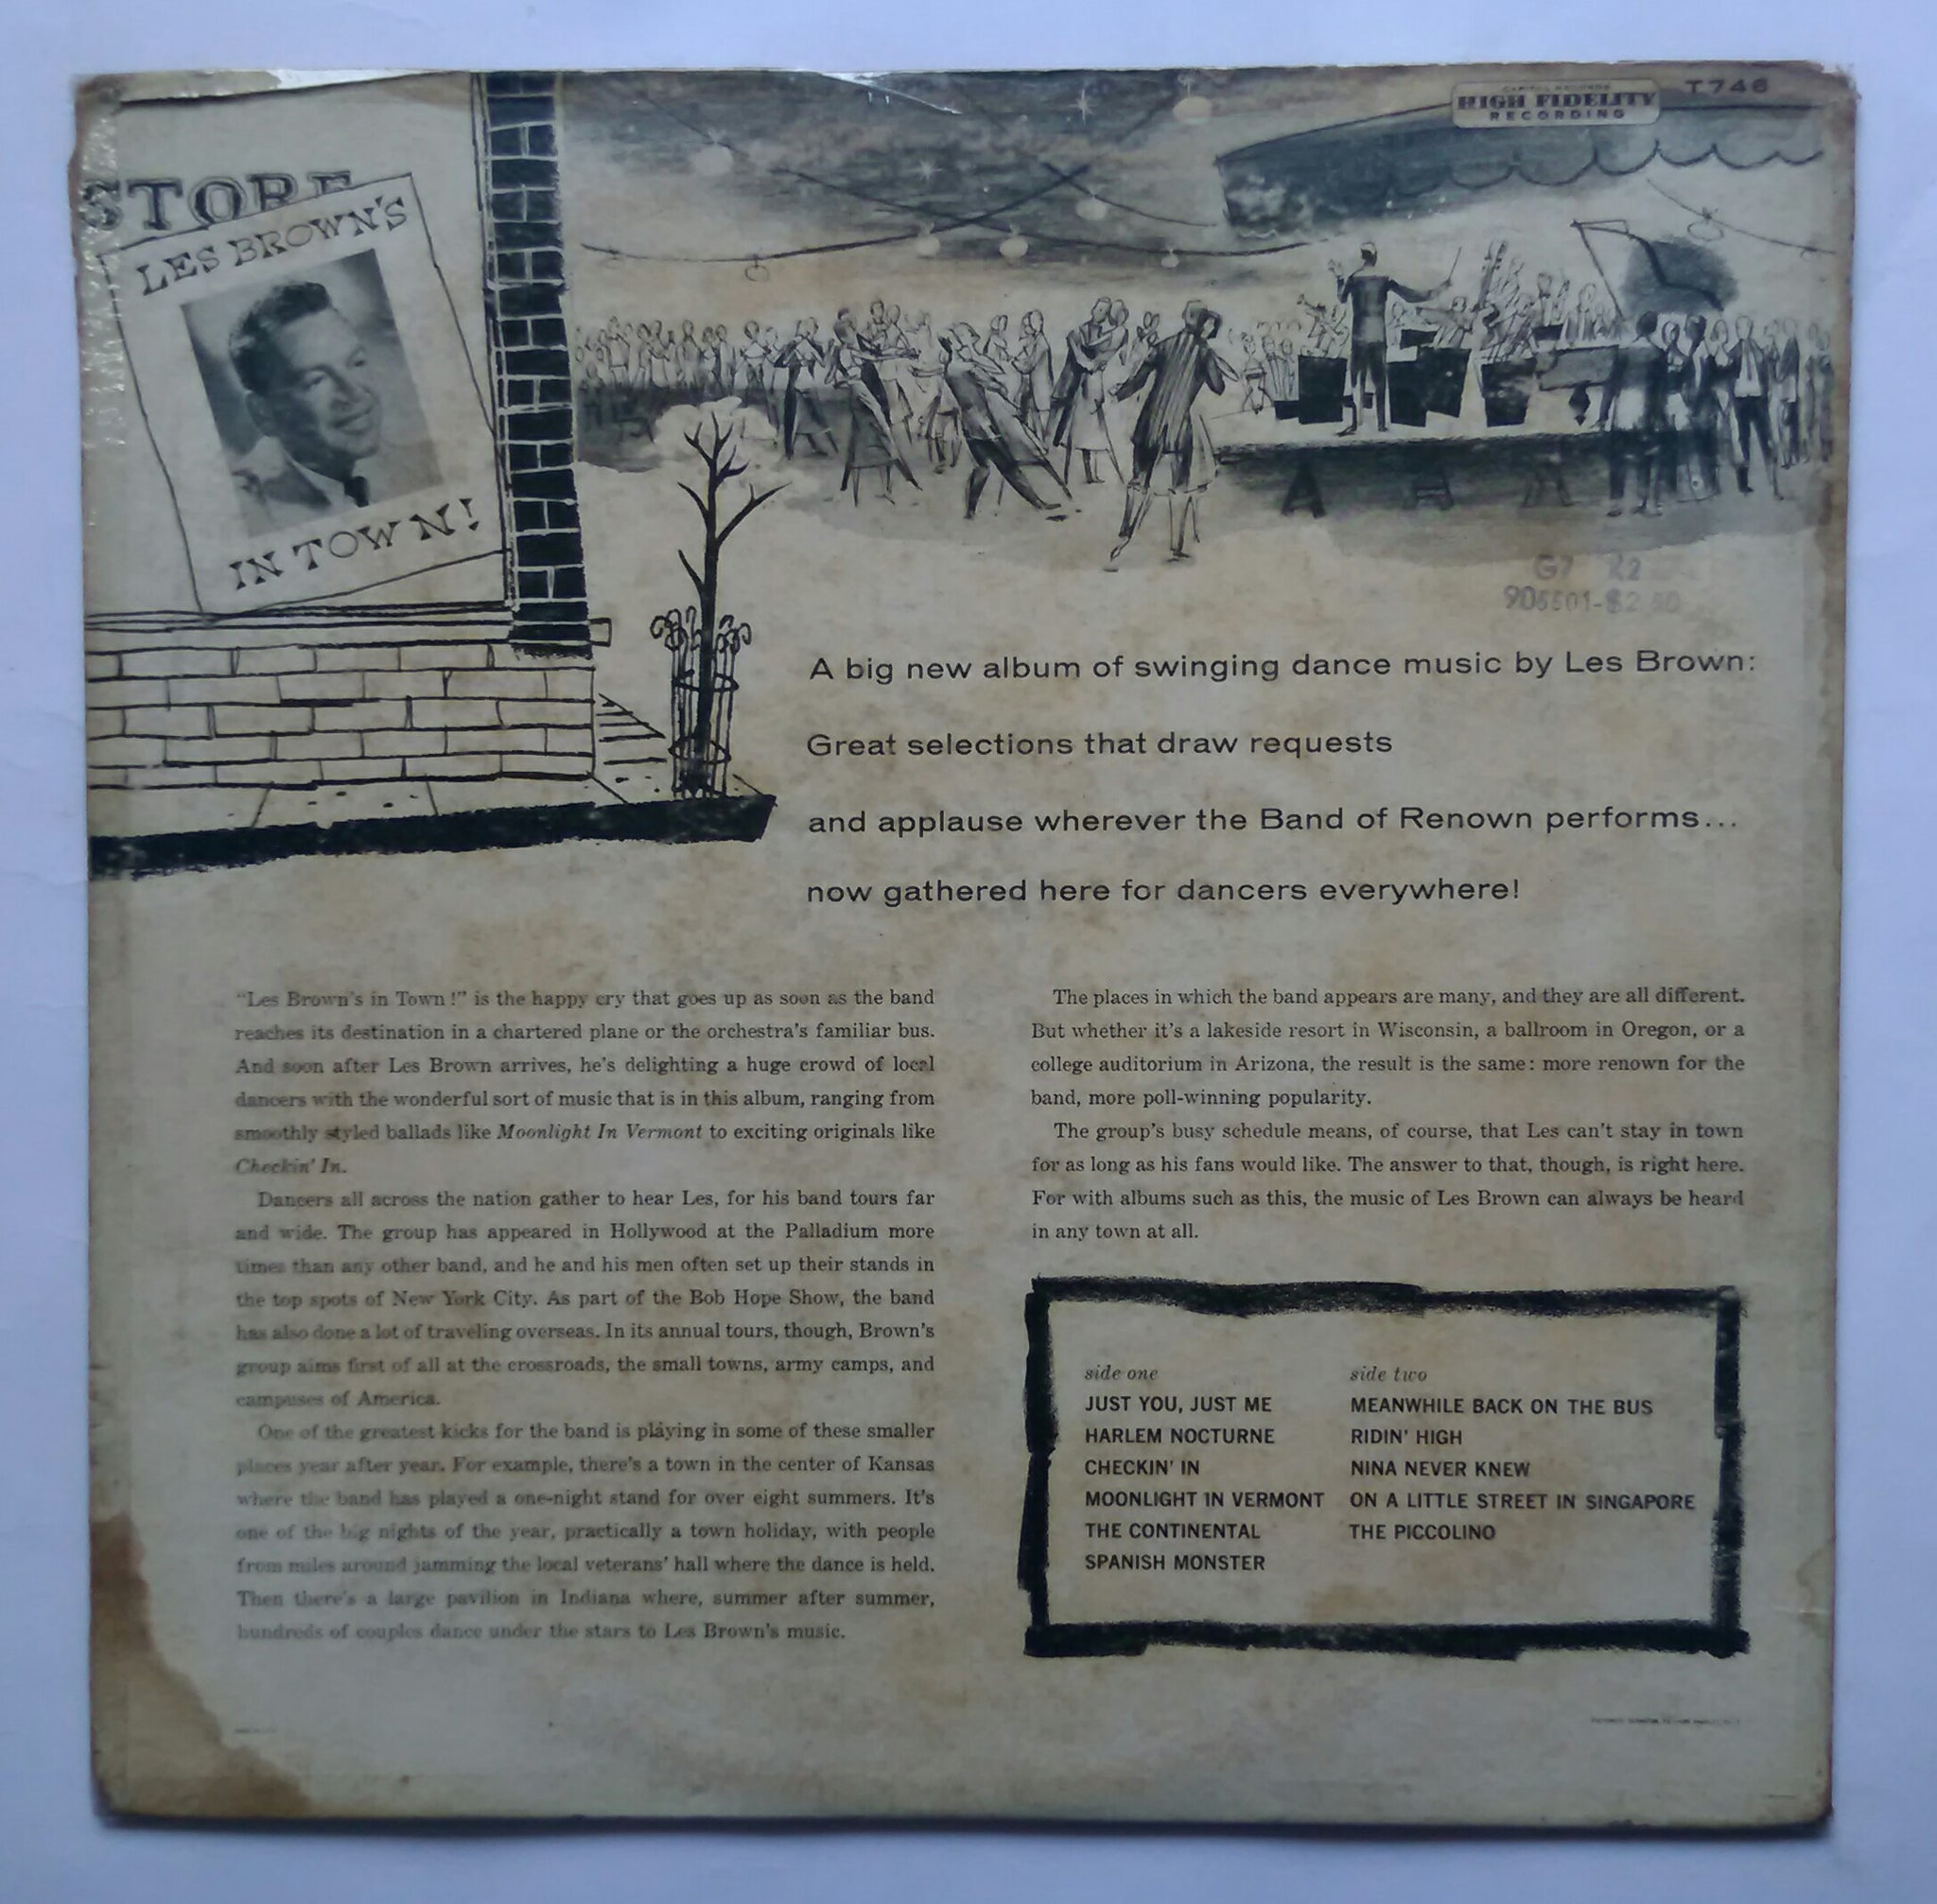 CAPITOL RECORDS
HIGH FIDELITY
RECORDING
T746
STORE
LES BROWN'S
IN TOWN!
A big new album of swinging dance music by Les Brown:
Great selections that draw requests
and applause wherever the Band of Renown performs...
now gathered here for dancers everywhere!
"Les Brown's in Town!" is the happy cry that goes up as soon as the band
reaches its destination in a chartered plane or the orchestra's familiar bus.
And soon after Les Brown arrives, he's delighting a huge crowd of local
dancers with the wonderful sort of music that is in this album, ranging from
smoothly styled ballads like Moonlight In Vermont to exciting originals like
Checkin' In.
Dancers all across the nation gather to hear Les, for his band tours far
and wide. The group has appeared in Hollywood at the Palladium more
times than any other band, and he and his men often set up their stands in
the top spots of New York City. As part of the Bob Hope Show, the band
has also done a lot of traveling overseas. In its annual tours, though, Brown's
group aims first of all at the crossroads, the small towns, army camps, and
campuses of America.
One of the greatest kicks for the band is playing in some of these smaller
places year after year. For example, there's a town in the center of Kansas
where the band has played a one-night stand for over eight summers. It's
one of the big nights of the year, practically a town holiday, with people
from miles around jamming the local veterans' hall where the dance is held.
Then there's a large pavilion in Indiana where, summer after summer,
hundreds of couples dance under the stars to Les Brown's music.
The places in which the band appears are many, and they are all different.
But whether it's a lakeside resort in Wisconsin, a ballroom in Oregon, or a
college auditorium in Arizona, the result is the same: more renown for the
band, more poll-winning popularity.
The group's busy schedule means, of course, that Les can't stay in town
for as long as his fans would like. The answer to that, though, is right here.
For with albums such as this, the music of Les Brown can always be heard
in any town at all.
side one
JUST YOU, JUST ME
HARLEM NOCTURNE
CHECKIN' IN
MOONLIGHT IN VERMONT
THE CONTINENTAL
SPANISH MONSTER
side two
MEANWHILE BACK ON THE BUS
RIDIN' HIGH
NINA NEVER KNEW
ON A LITTLE STREET IN SINGAPORE
THE PICCOLINO